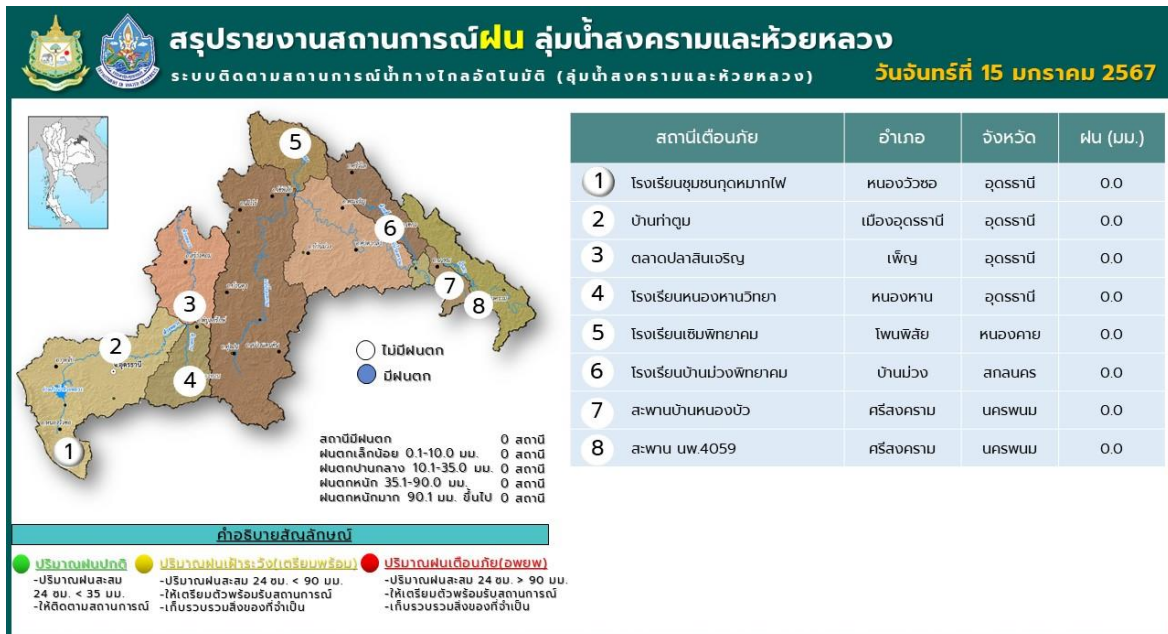 สรุปรายงานสถานการณ์ฝน ลุ่มน้ำสงครามและห้วยหลวง
ระบบติดตามสถานการณ์น้ำทางไกลอัตโนมัติ (ลุ่มน้ำสงครามและห้วยหลวง)
วันจันทร์ที่ 15 มกราคม 2567
5
6
7
8
3
2
4
1
อุดรธานี
ไม่มีฝนตก
มีฝนตก
สถานีมีฝนตก 0 สถานี
ฝนตกเล็กน้อย 0.1-10.0 มม. 0 สถานี
ฝนตกปานกลาง 10.1-35.0 มม. 0 สถานี
ฝนตกหนัก 35.1-90.0 มม. 0 สถานี
ฝนตกหนักมาก 90.1 มม. ขึ้นไป 0 สถานี
สถานีเตือนภัย อำเภอ จังหวัด ฝน (มม.)
1 โรงเรียนชุมชนกุดหมากไฟ หนองวัวซอ อุดรธานี 0.0
2 บ้านท่าตูม เมืองอุดรธานี อุดรธานี 0.0
3 ตลาดปลาสินเจริญ เพ็ญ อุดรธานี 0.0
4 โรงเรียนหนองหานวิทยา หนองหาน อุดรธานี 0.0
5 โรงเรียนเซิมพิทยาคม โพนพิสัย หนองคาย 0.0
6 โรงเรียนบ้านม่วงพิทยาคม บ้านม่วง สกลนคร 0.0
7 สะพานบ้านหนองบัว ศรีสงคราม นครพนม 0.0
8 สะพาน นพ.4059 ศรีสงคราม นครพนม 0.0
คำอธิบายสัญลักษณ์
ปริมาณฝนปกติ
-ปริมาณฝนสะสม
24 ชม. < 35 มม.
-ให้ติดตามสถานการณ์
ปริมาณฝนเฝ้าระวัง(เตรียมพร้อม)
-ปริมาณฝนสะสม 24 ชม. < 90 มม.
-ให้เตรียมตัวพร้อมรับสถานการณ์
-เก็บรวบรวมสิ่งของที่จำเป็น
ปริมาณฝนเตือนภัย(อพยพ)
-ปริมาณฝนสะสม 24 ชม. > 90 มม.
-ให้เตรียมตัวพร้อมรับสถานการณ์
-เก็บรวบรวมสิ่งของที่จำเป็น